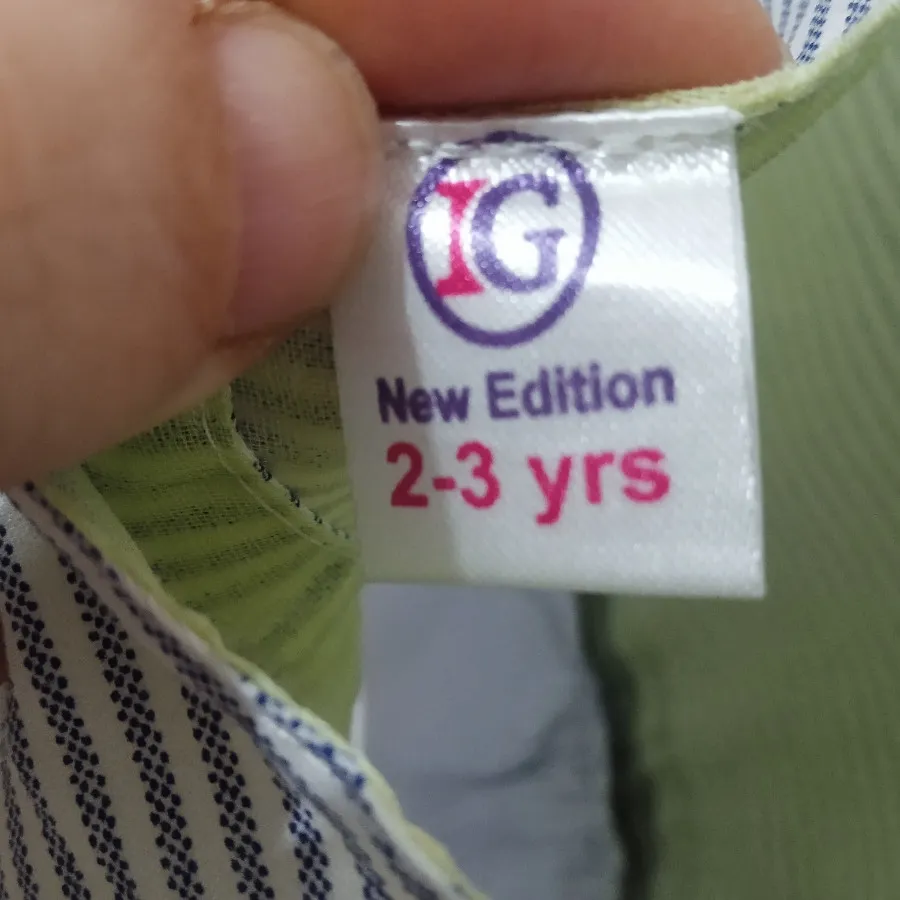 IG
New Edition
2-3 yrs